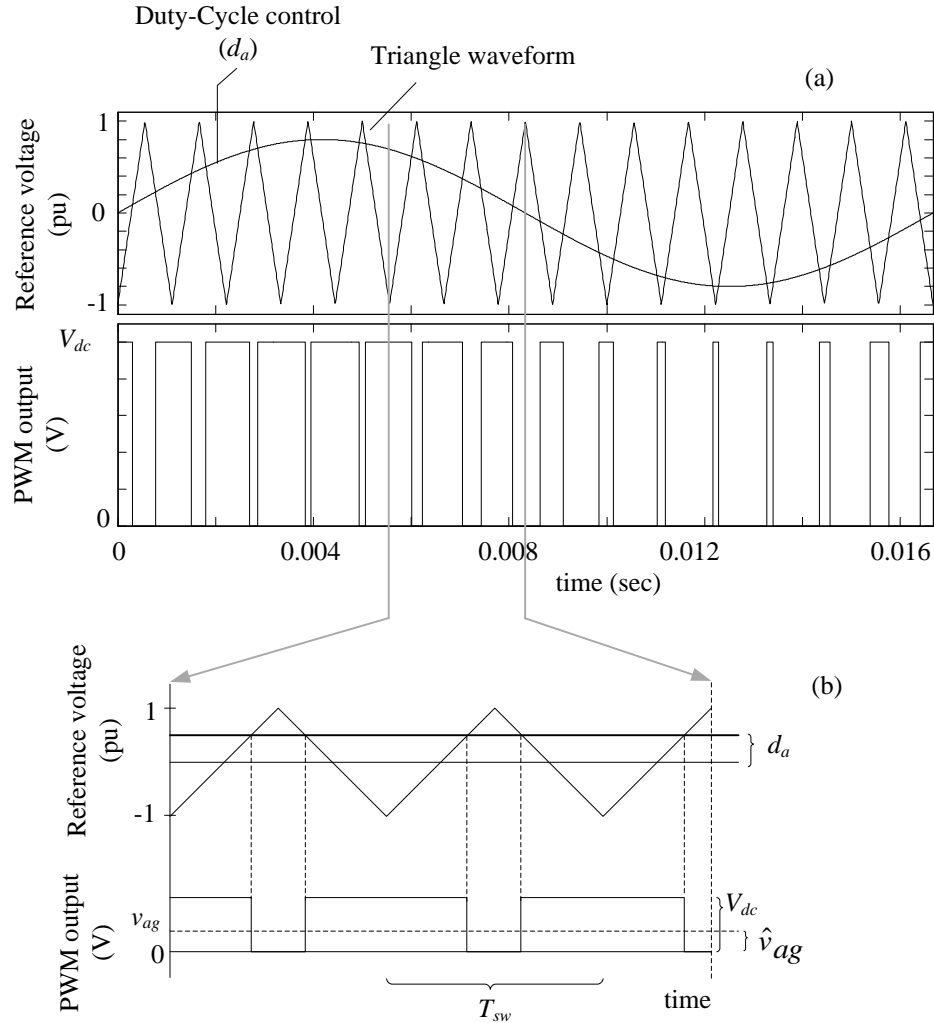 Duty-Cycle control
(d_a)
Triangle waveform
(a)
Reference voltage
(pu)
1
0
-1
PWM output
(V)
V_dc
0
0
0.004
0.008
0.012
0.016
time (sec)
(b)
Reference voltage
(pu)
1
-1
d_a
PWM output
(V)
v_ag
0
V_dc
v̂_ag
T_sw
time